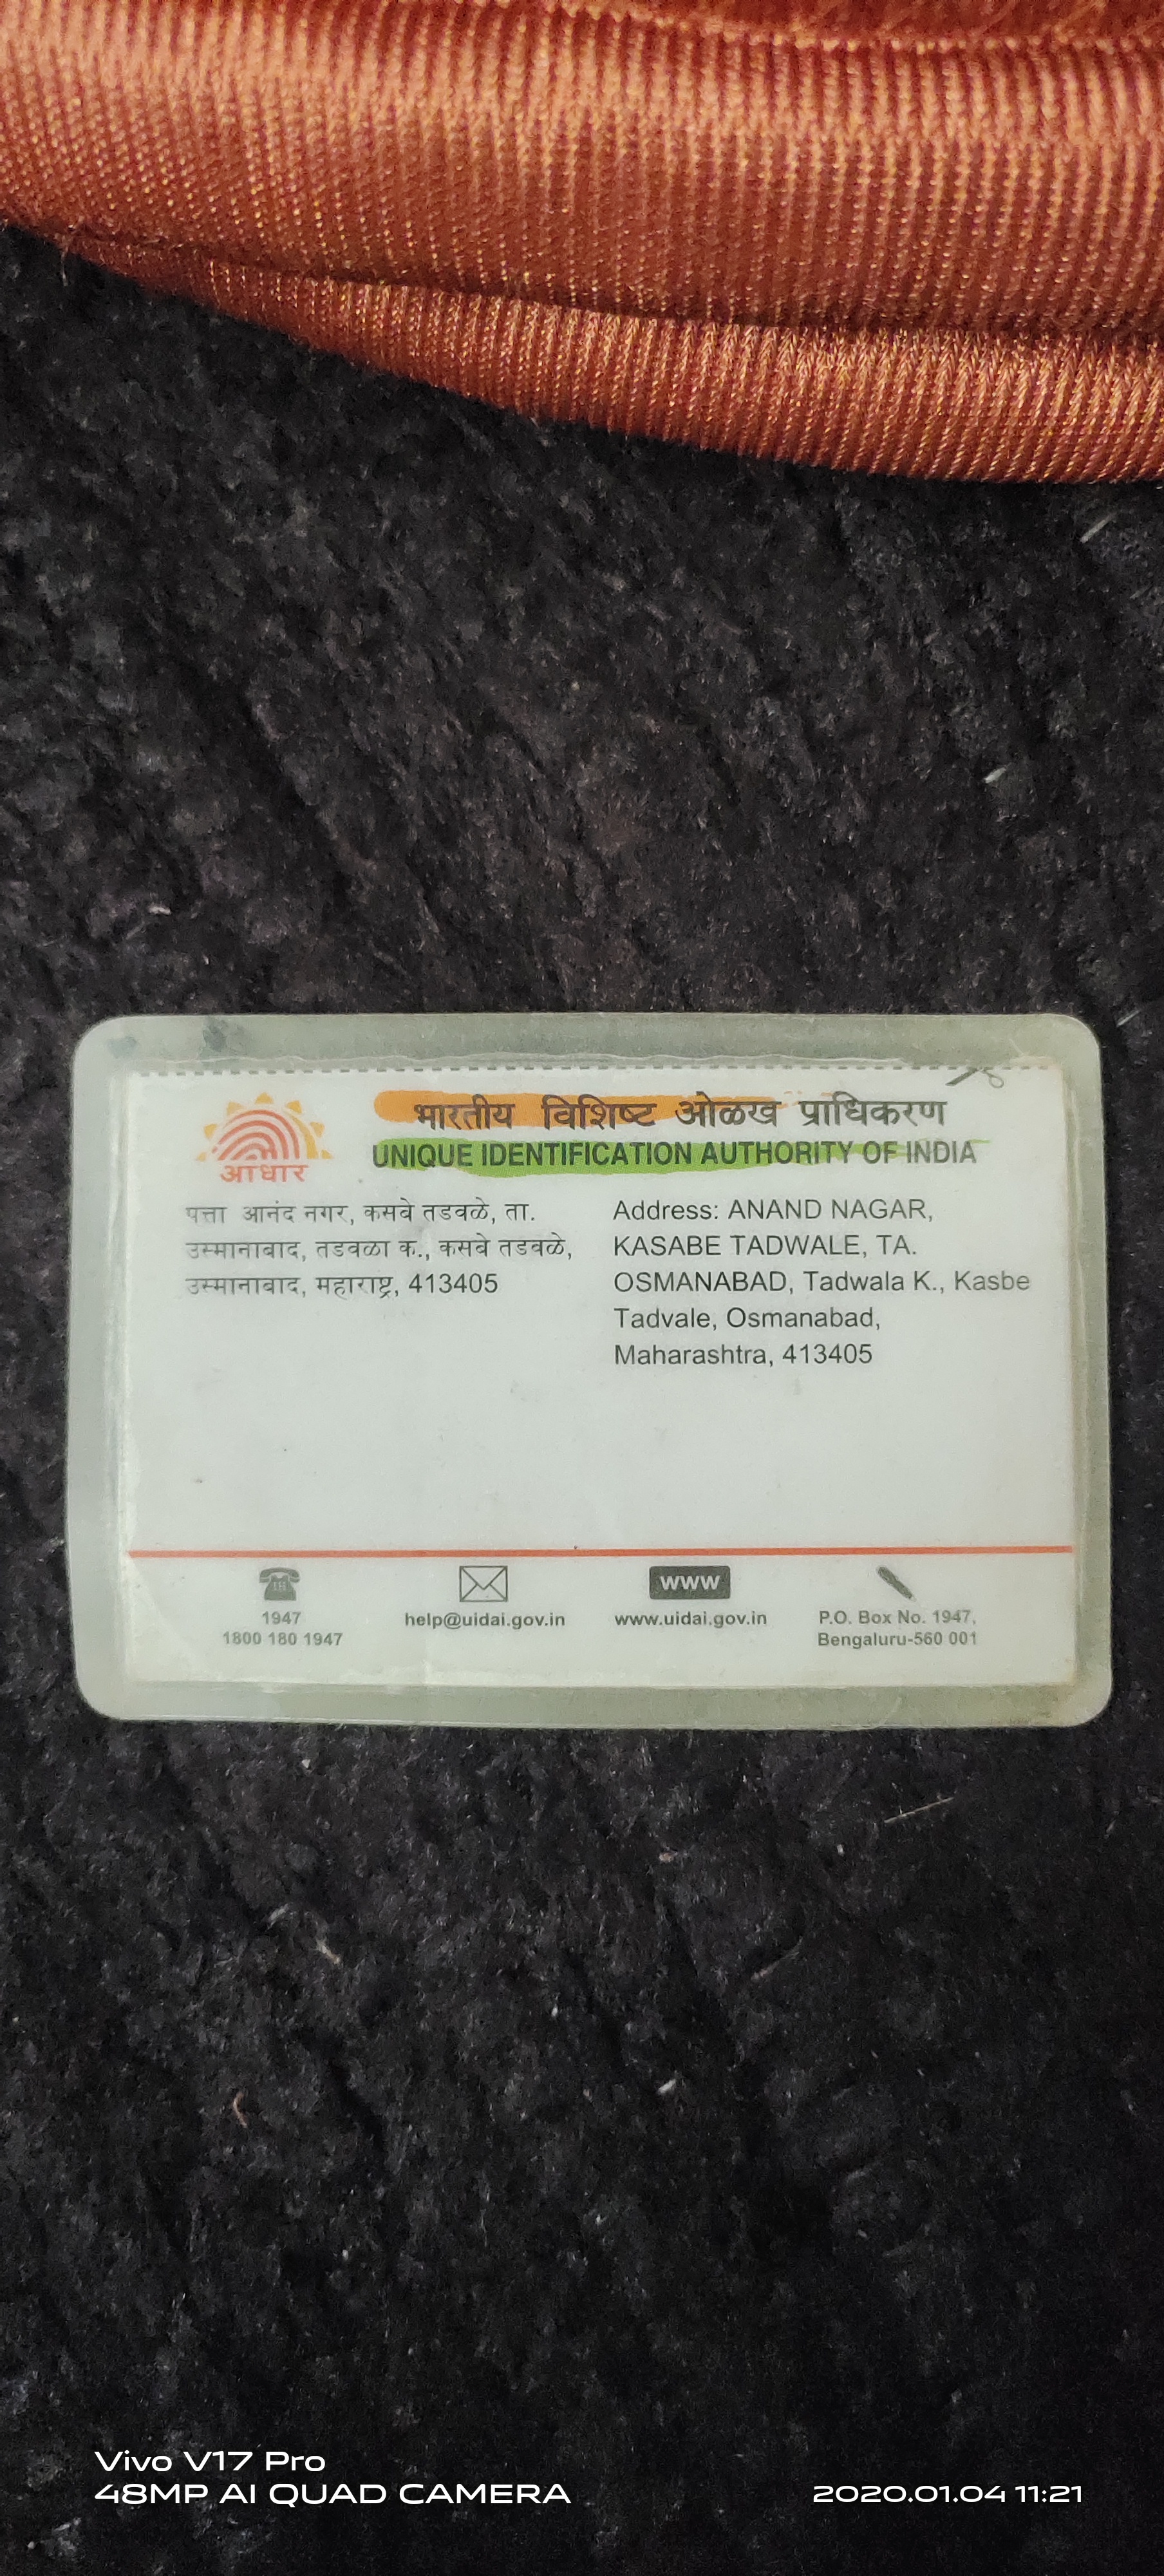 भारतीय विशिष्ट ओळख प्राधिकरण
UNIQUE IDENTIFICATION AUTHORITY OF INDIA
आधार
पत्ता आनंद नगर, कसबे तडवळे, ता.
उस्मानाबाद, तडवळा क., कसबे तडवळे,
उस्मानाबाद, महाराष्ट्र, 413405
Address: ANAND NAGAR,
KASABE TADWALE, TA.
OSMANABAD, Tadwala K., Kasbe
Tadvale, Osmanabad,
Maharashtra, 413405
1947
1800 180 1947
help@uidai.gov.in
www
www.uidai.gov.in
P.O. Box No. 1947,
Bengaluru-560 001
Vivo V17 Pro
48MP AI QUAD CAMERA
2020.01.04 11:21